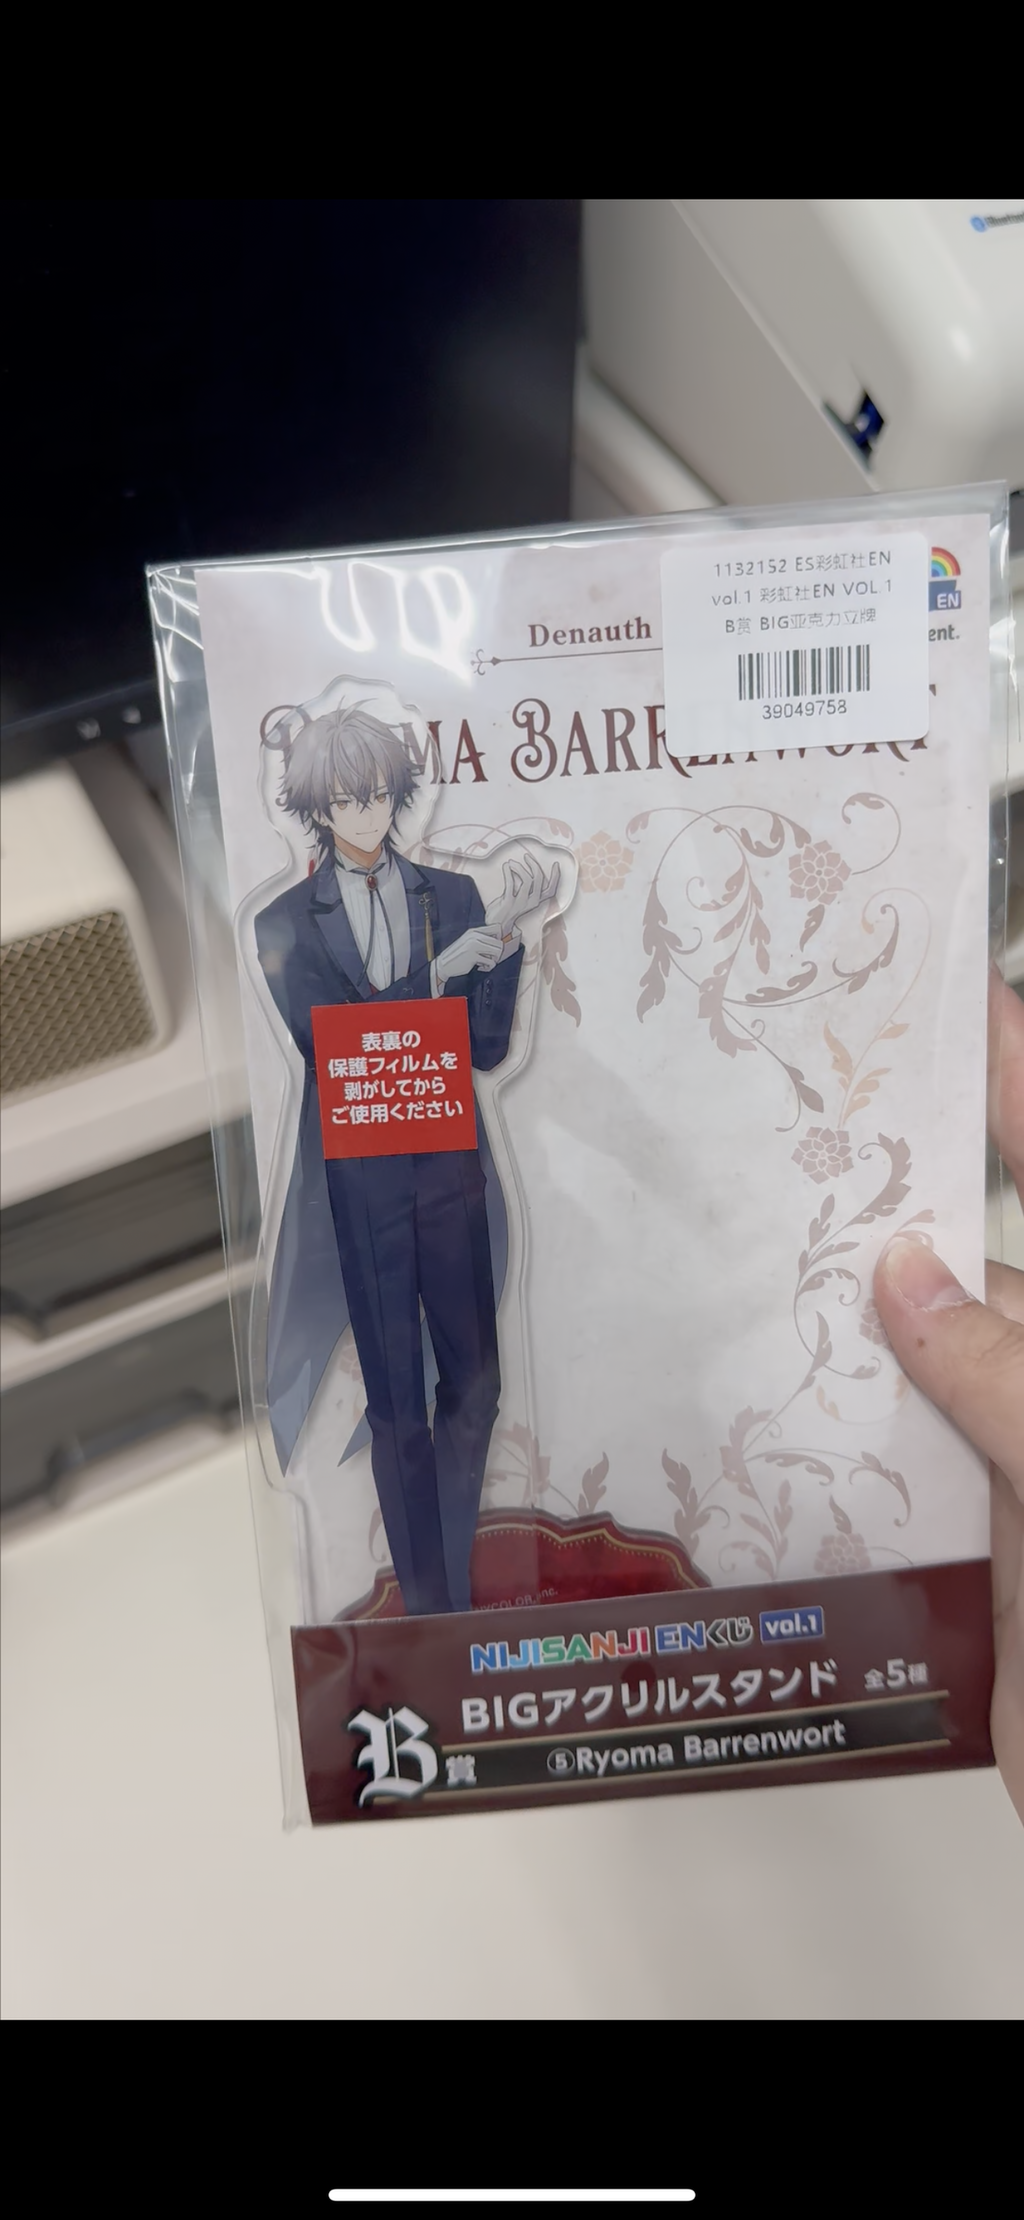 1132152 ES彩虹社EN
vol.1 彩虹社EN VOL 1
B赏 BIG亚克力立牌
39049758
EN
Denauth
BARR
表裏の
保護フィルムを
剥がしてから
ご使用ください
NIJISANJI ENくじ vol.1
BIGアクリルスタンド 全5種
B賞 ⑤Ryoma Barrenwort